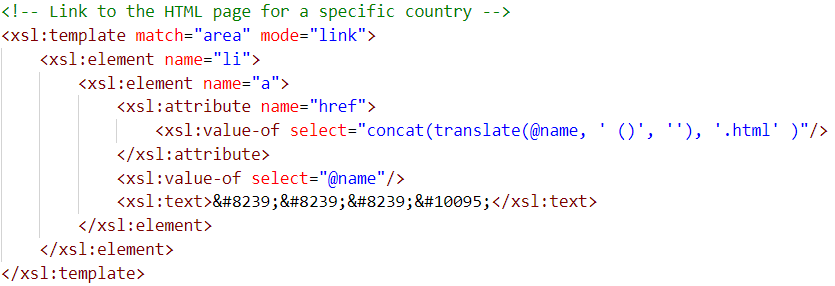 <!-- Link to the HTML page for a specific country -->
<xsl:template match="area" mode="link">
    <xsl:element name="li">
        <xsl:element name="a">
            <xsl:attribute name="href">
                <xsl:value-of select="concat(translate(@name, ' ()', ''), '.html' )"/>
            </xsl:attribute>
            <xsl:value-of select="@name"/>
            <xsl:text>&#8239;&#8239;&#8239;&#10095;</xsl:text>
        </xsl:element>
    </xsl:element>
</xsl:template>